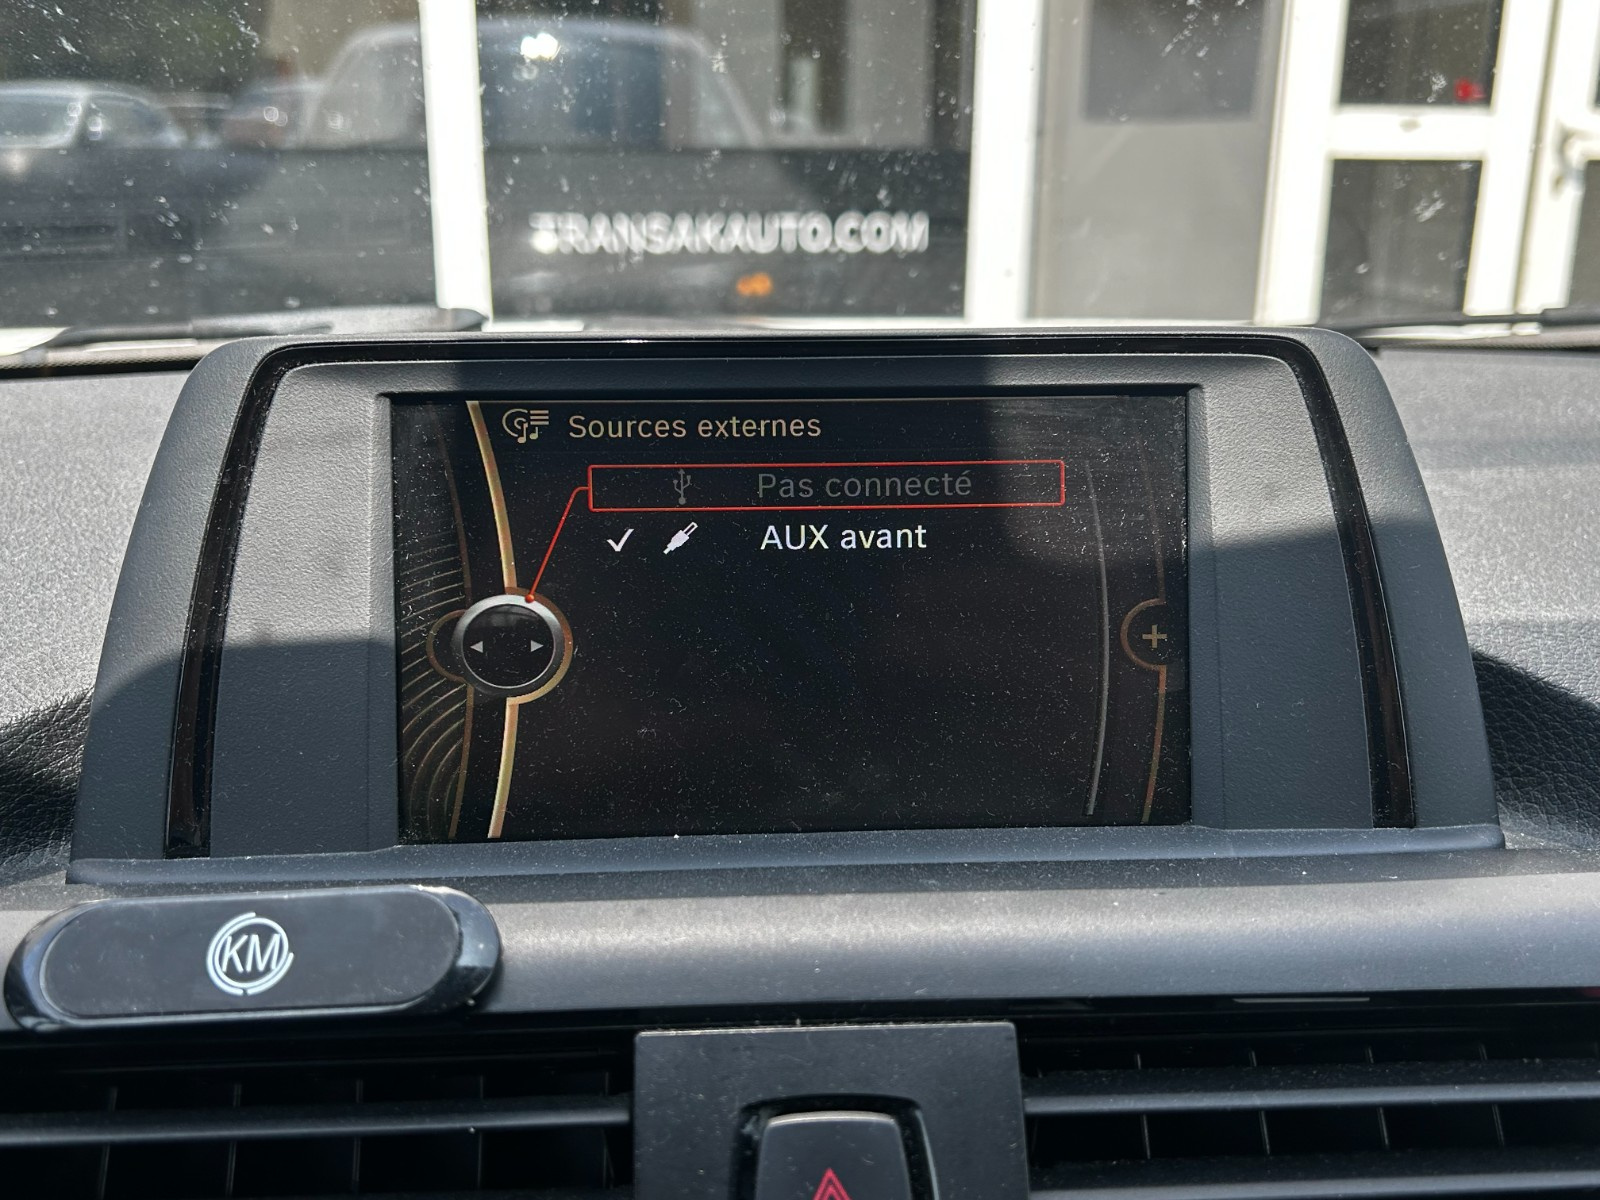 TRANSAKAUTO.COM
Sources externes
Pas connecté
AUX avant
KM